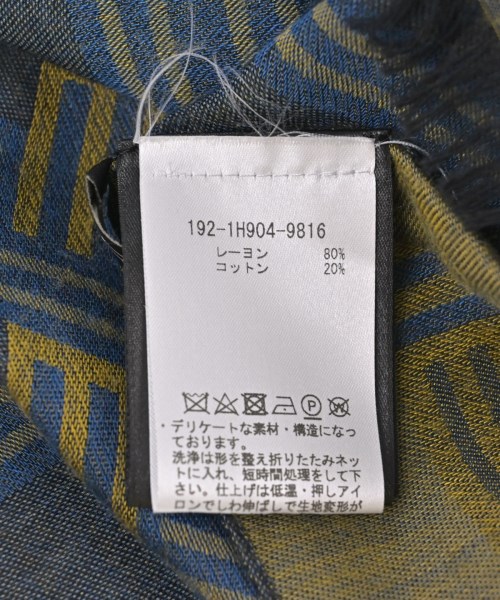 192-1H904-9816
レーヨン 80%
コットン 20%
P
・デリケートな素材・構造になっ
ております。
洗浄は形を整え折りたたみネッ
トに入れ、短時間処理をしてく
ださい。仕上げは低温・押しアイ
ロンでしわ伸ばしで生地変形が